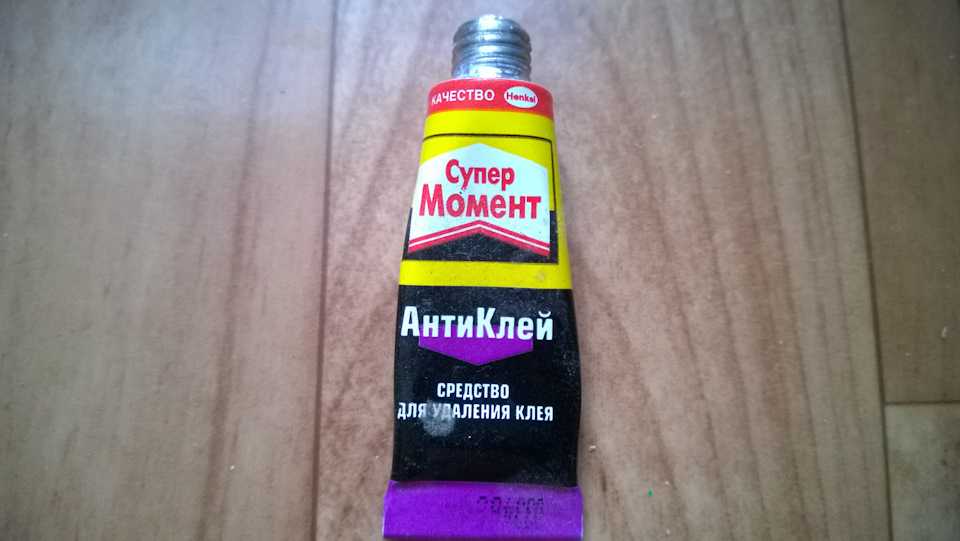 КАЧЕСТВО Henkel
Супер
Момент
АнтиКлей
СРЕДСТВО
ДЛЯ УДАЛЕНИЯ КЛЕЯ